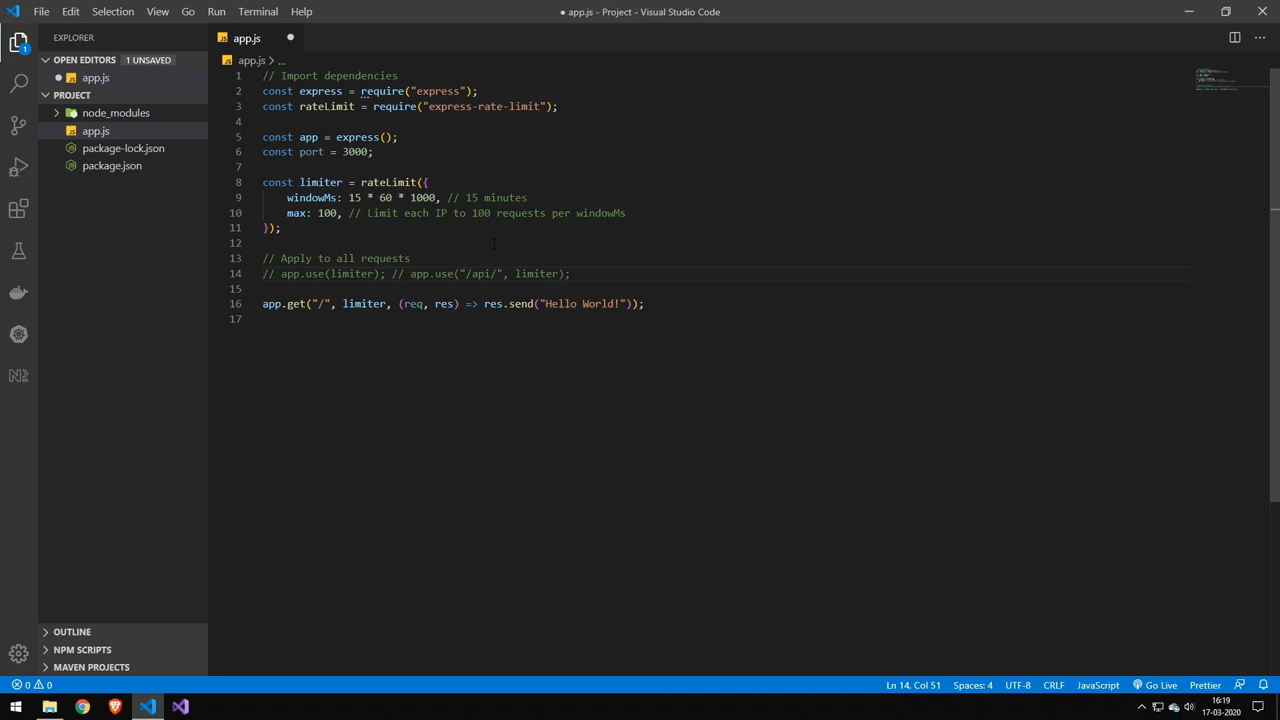 File Edit Selection View Go Run Terminal Help
● app.js - Project - Visual Studio Code
EXPLORER
OPEN EDITORS 1 UNSAVED
app.js
PROJECT
node_modules
app.js
package-lock.json
package.json
OUTLINE
NPM SCRIPTS
MAVEN PROJECTS
1
app.js
app.js > ...
1 // Import dependencies
2 const express = require("express");
3 const rateLimit = require("express-rate-limit");
4
5 const app = express();
6 const port = 3000;
7
8 const limiter = rateLimit({
9 windowMs: 15 * 60 * 1000, // 15 minutes
10 max: 100, // Limit each IP to 100 requests per windowMs
11 });
12
13 // Apply to all requests
14 // app.use(limiter); // app.use("/api/", limiter);
15
16 app.get("/", limiter, (req, res) => res.send("Hello World!"));
17
0 0 Ln 14, Col 51 Spaces: 4 UTF-8 CRLF JavaScript Go Live Prettier
16:19
17-03-2020